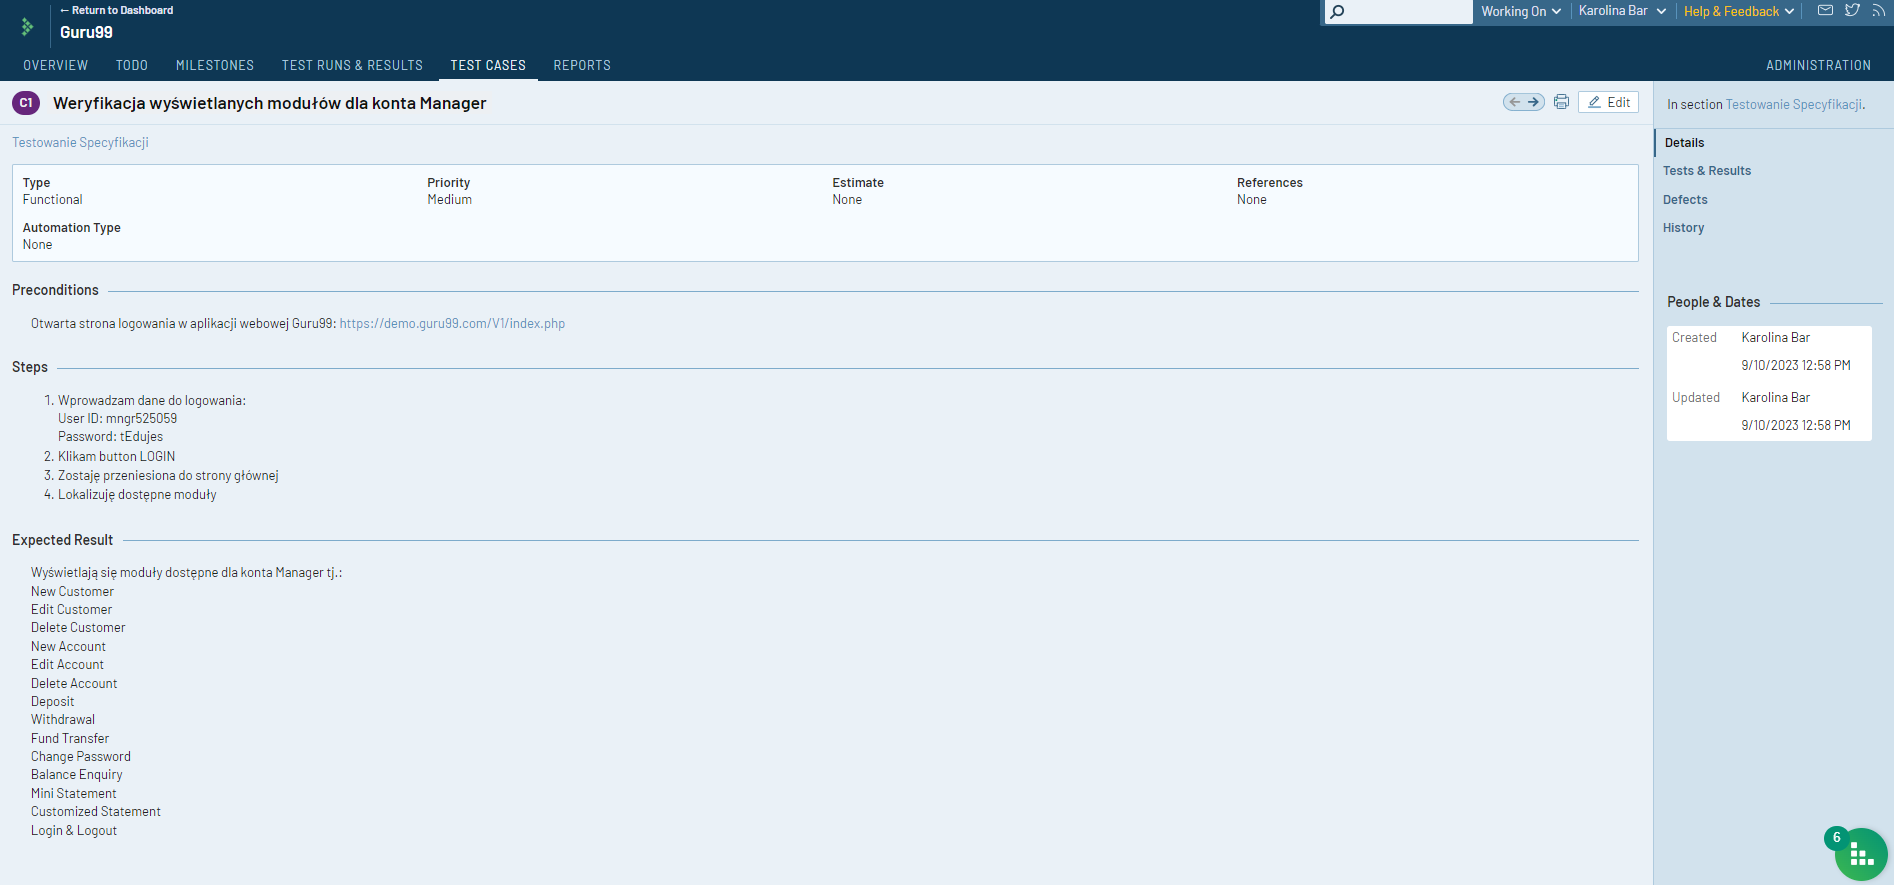 ← Return to Dashboard
Guru99
Working On
Karolina Bar
Help & Feedback
OVERVIEW
TODO
MILESTONES
TEST RUNS & RESULTS
TEST CASES
REPORTS
ADMINISTRATION
C1
Weryfikacja wyświetlanych modułów dla konta Manager
Edit
Testowanie Specyfikacji
Type
Functional
Priority
Medium
Estimate
None
References
None
Automation Type
None
Preconditions
Otwarta strona logowania w aplikacji webowej Guru99: https://demo.guru99.com/V1/index.php
Steps
1. Wprowadzam dane do logowania:
User ID: mngr525059
Password: tEdujes
2. Klikam button LOGIN
3. Zostaję przeniesiona do strony głównej
4. Lokalizuję dostępne moduły
Expected Result
Wyświetlają się moduły dostępne dla konta Manager tj.:
New Customer
Edit Customer
Delete Customer
New Account
Edit Account
Delete Account
Deposit
Withdrawal
Fund Transfer
Change Password
Balance Enquiry
Mini Statement
Customized Statement
Login & Logout
In section Testowanie Specyfikacji.
Details
Tests & Results
Defects
History
People & Dates
Created
Karolina Bar
9/10/2023 12:58 PM
Updated
Karolina Bar
9/10/2023 12:58 PM
6